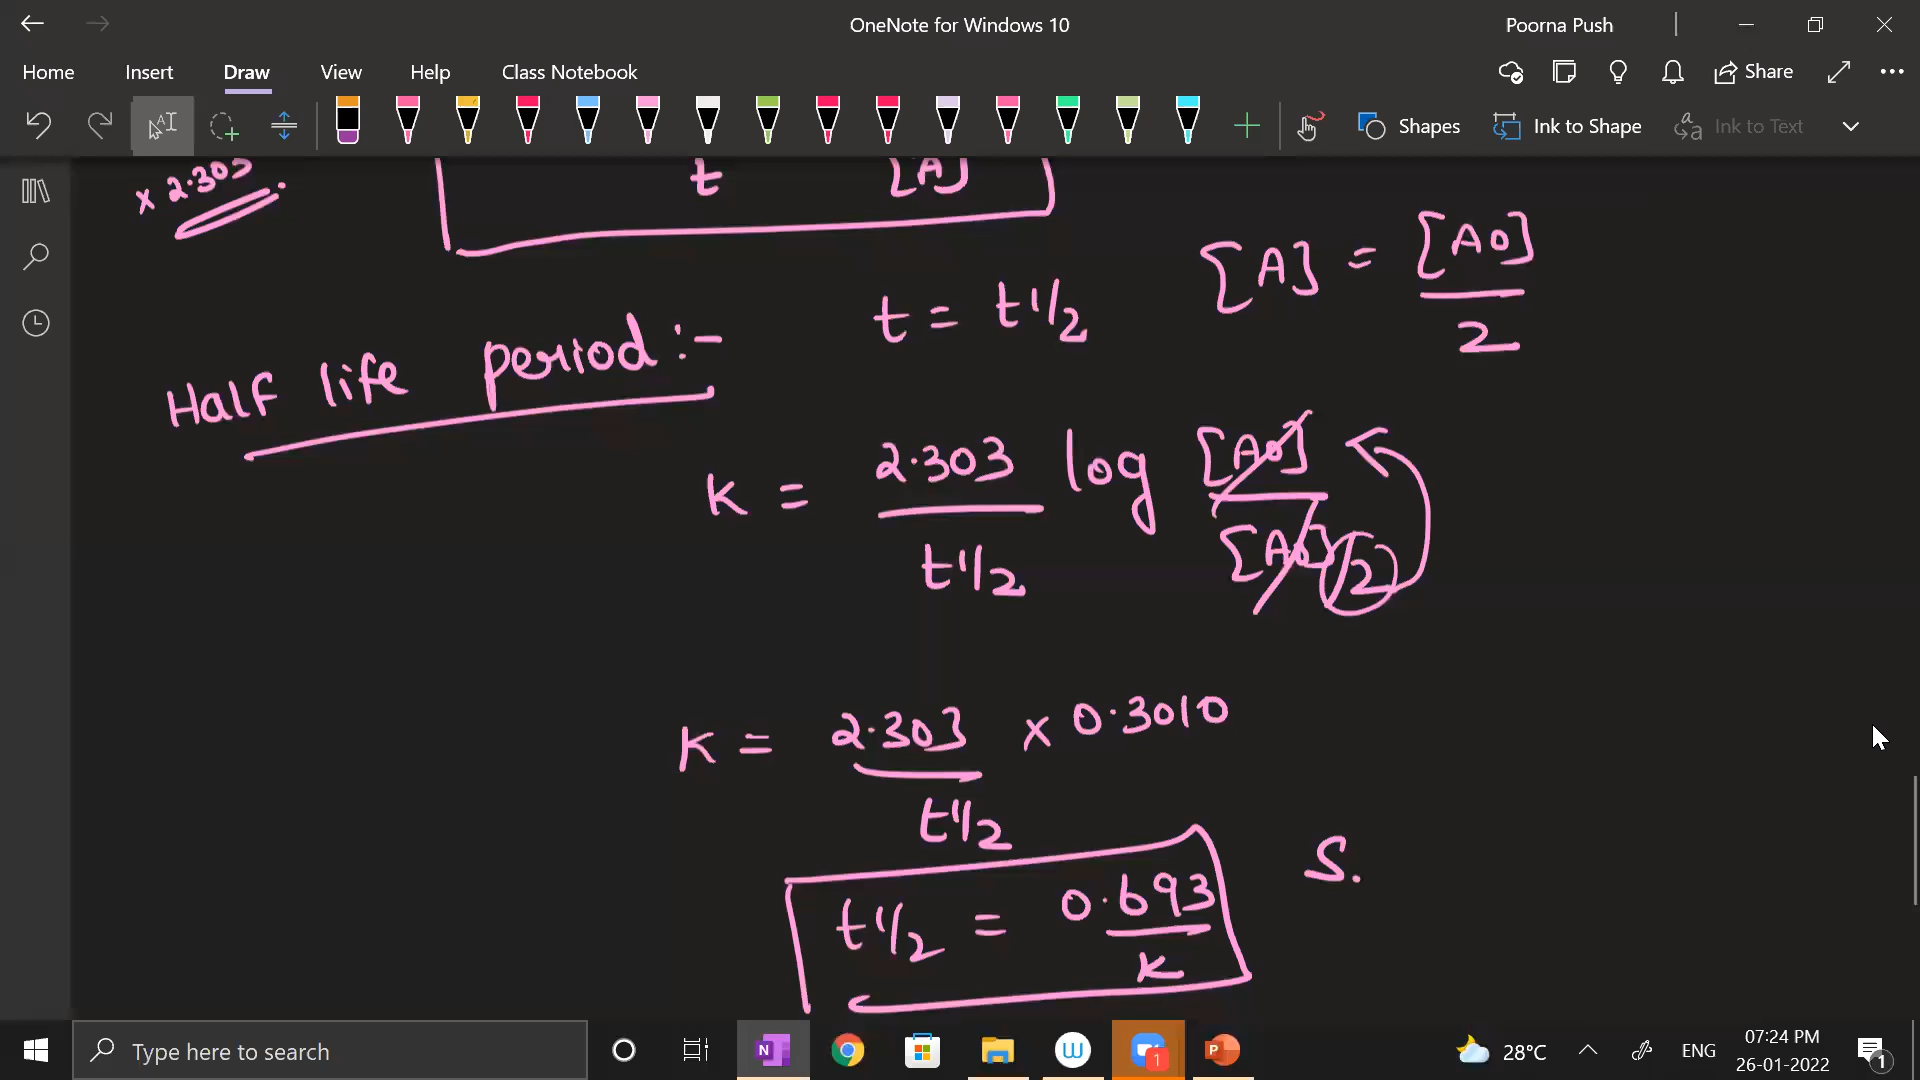 OneNote for Windows 10
Poorna Push
Home Insert Draw View Help Class Notebook
Share
Shapes
Ink to Shape
Ink to Text
x 2.303
t [A]
[A] = [A0] / 2
t = t1/2
Half life period :-
K = 2.303 / t1/2 log [A0] / [A0]/2
K = 2.303 / t1/2 x 0.3010
t1/2 = 0.693 / K
S.
Type here to search
28°C
ENG
07:24 PM
26-01-2022
1
1